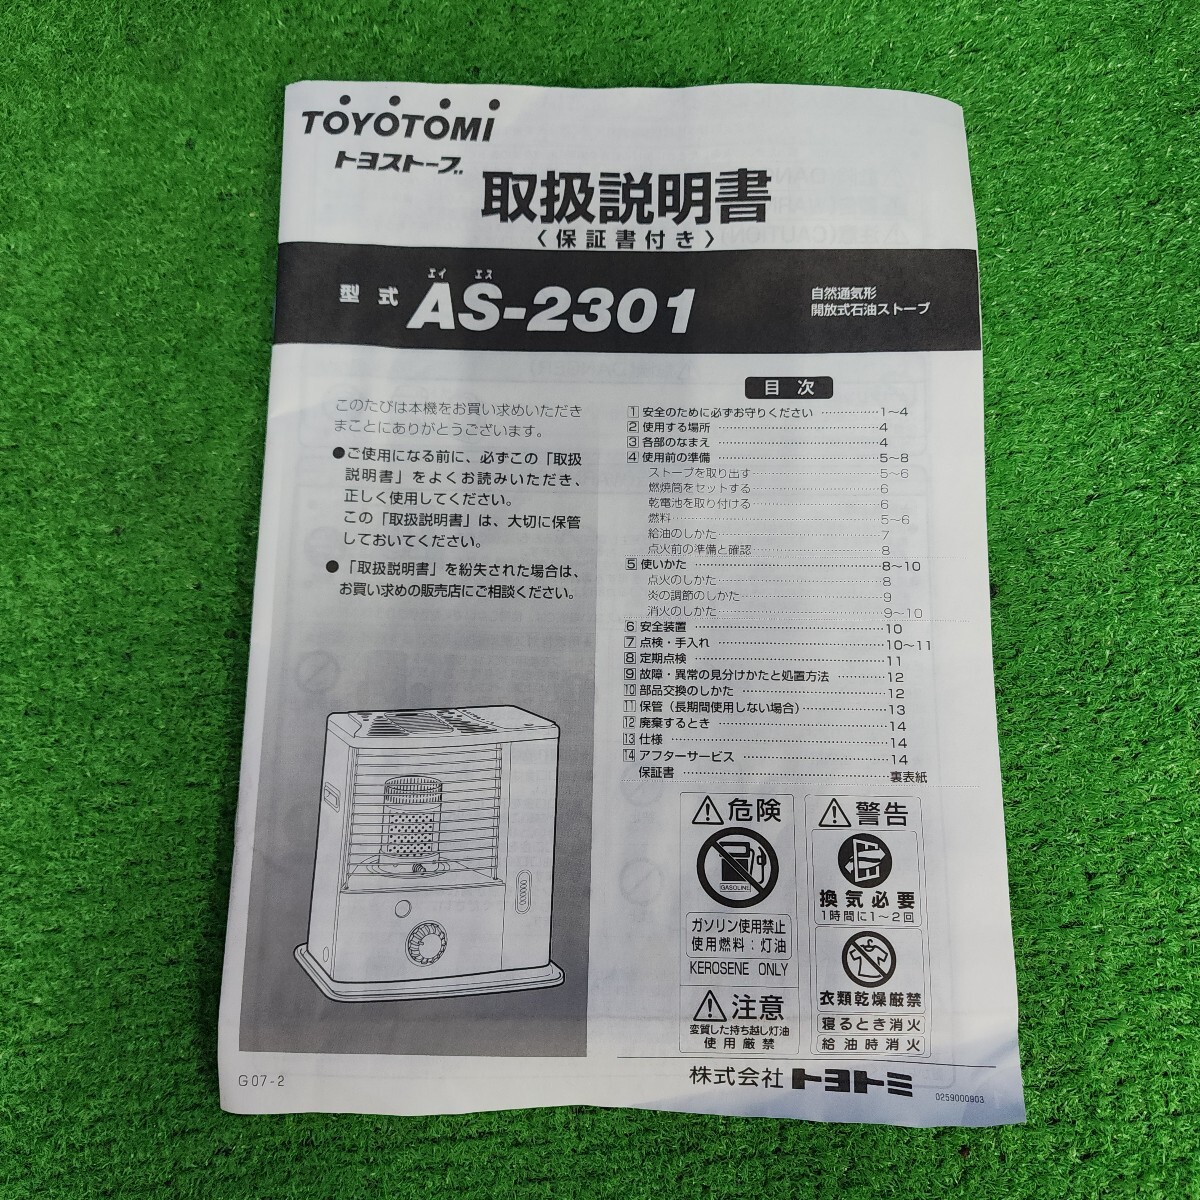 TOYOTOMI
トヨストーブ
取扱説明書
〈保証書付き〉
エイ エス
型式 AS-2301
自然通気形
開放式石油ストーブ
このたびは本機をお買い求めいただき
まことにありがとうございます。
●ご使用になる前に、必ずこの「取扱
説明書」をよくお読みいただき、
正しく使用してください。
この「取扱説明書」は、大切に保管
しておいてください。
●「取扱説明書」を紛失された場合は、
お買い求めの販売店にご相談ください。
目次
1 安全のために必ずお守りください …………… 1～4
2 使用する場所 …………… 4
3 各部のなまえ …………… 4
4 使用前の準備 …………… 5～8
ストーブを取り出す …………… 5～6
燃焼筒をセットする …………… 6
乾電池を取り付ける …………… 6
燃料 …………… 5～6
給油のしかた …………… 7
点火前の準備と確認 …………… 8
5 使いかた …………… 8～10
点火のしかた …………… 8
炎の調節のしかた …………… 9
消火のしかた …………… 9～10
6 安全装置 …………… 10
7 点検・手入れ …………… 10～11
8 定期点検 …………… 11
9 故障・異常の見分けかたと処置方法 …………… 12
10 部品交換のしかた …………… 12
11 保管（長期間使用しない場合） …………… 13
12 廃棄するとき …………… 14
13 仕様 …………… 14
14 アフターサービス …………… 14
保証書 …………… 裏表紙
危険
GASOLINE
ガソリン使用禁止
使用燃料：灯油
KEROSENE ONLY
注意
変質した持ち越し灯油
使用厳禁
警告
換気必要
1時間に1～2回
衣類乾燥厳禁
寝るとき消火
給油時消火
株式会社 トヨトミ
G07-2
0259000903